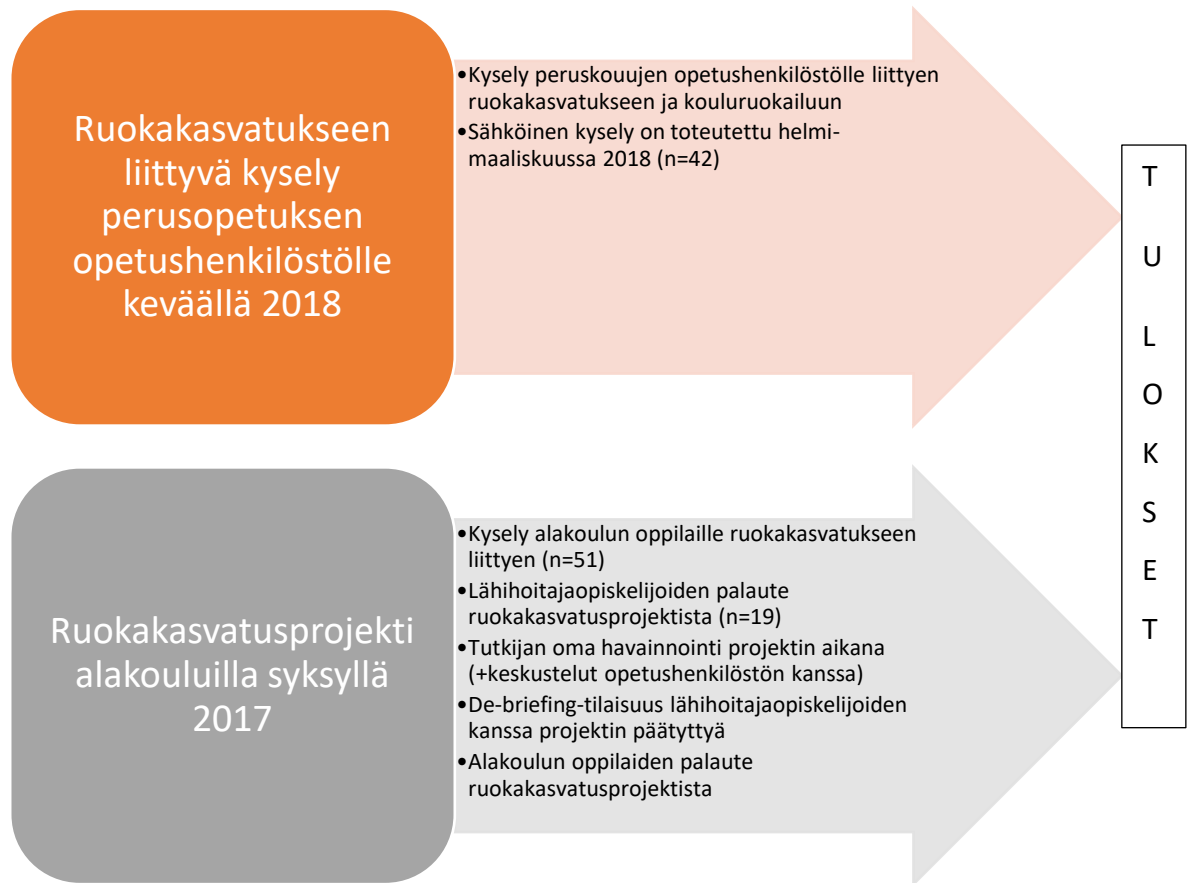 Ruokakasvatukseen
liittyvä kysely
perusopetuksen
opetushenkilöstölle
keväällä 2018
•Kysely peruskouujen opetushenkilöstölle liittyen
ruokakasvatukseen ja kouluruokailuun
•Sähköinen kysely on toteutettu helmi-
maaliskuussa 2018 (n=42)
Ruokakasvatusprojekti
alakouluilla syksyllä
2017
•Kysely alakoulun oppilaille ruokakasvatukseen
liittyen (n=51)
•Lähihoitajaopiskelijoiden palaute
ruokakasvatusprojektista (n=19)
•Tutkijan oma havainnointi projektin aikana
(+keskustelut opetushenkilöstön kanssa)
•De-briefing-tilaisuus lähihoitajaopiskelijoiden
kanssa projektin päätyttyä
•Alakoulun oppilaiden palaute
ruokakasvatusprojektista
T
U
L
O
K
S
E
T